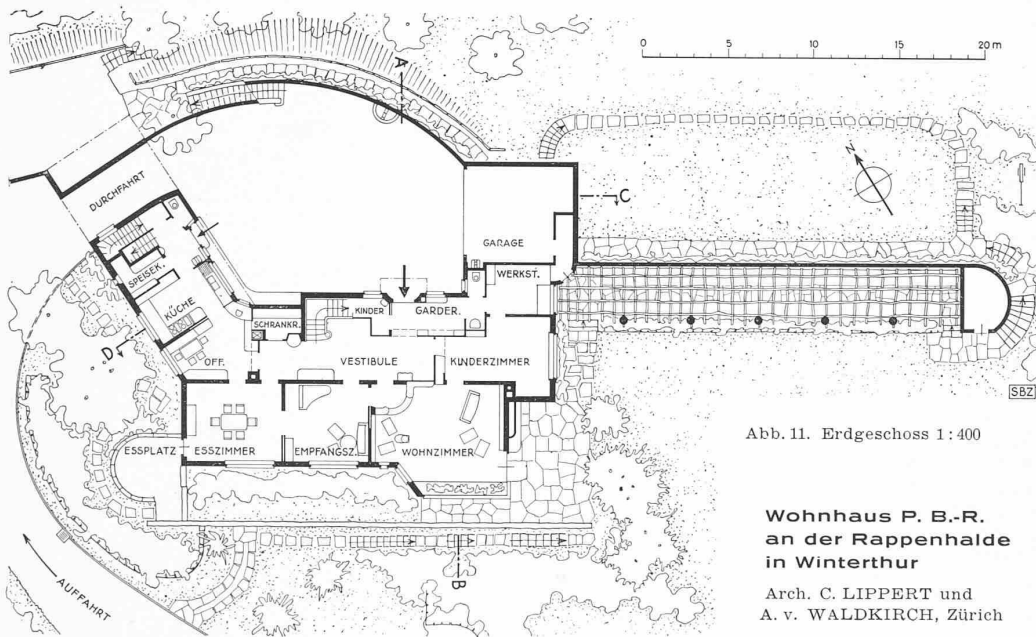 0 5 10 15 20 m
A
N
DURCHFAHRT
C
GARAGE
SPEISEK.
WERKST.
KÜCHE
KINDER
GARDER.
SCHRANKR.
D
OFF.
VESTIBULE
KINDERZIMMER
SBZ
ESSPLATZ
ESSZIMMER
EMPFANGSZ.
WOHNZIMMER
B
AUFFAHRT
Abb. 11. Erdgeschoss 1 : 400
Wohnhaus P. B.-R.
an der Rappenhalde
in Winterthur
Arch. C. LIPPERT und
A. v. WALDKIRCH, Zürich